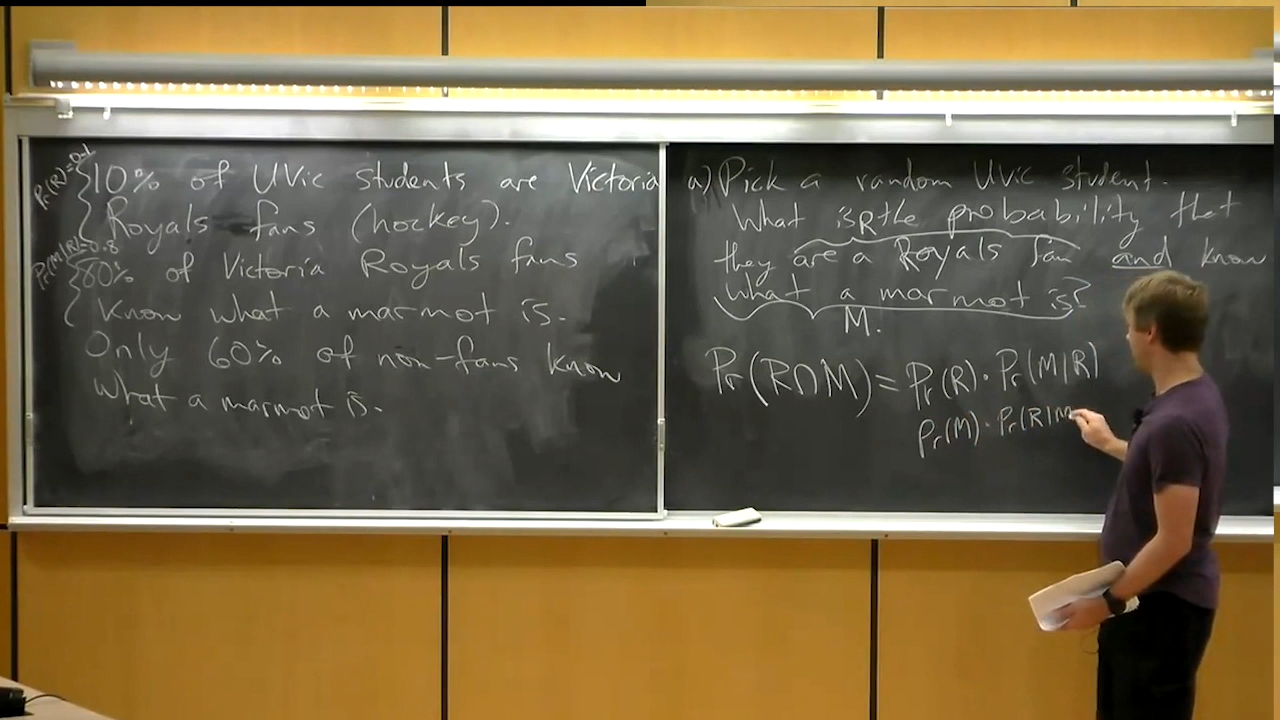 Pr(R)=0.1
10% of UVic students are Victoria
Royals fans (hockey).
Pr(M|R)=0.8
80% of Victoria Royals fans
know what a marmot is.
Only 60% of non-fans know
what a marmot is.
a) Pick a random UVic student.
What is the probability that
R
they are a Royals fan and know
what a marmot is?
M.
Pr(R∩M) = Pr(R)·Pr(M|R)
Pr(M)·Pr(R|M